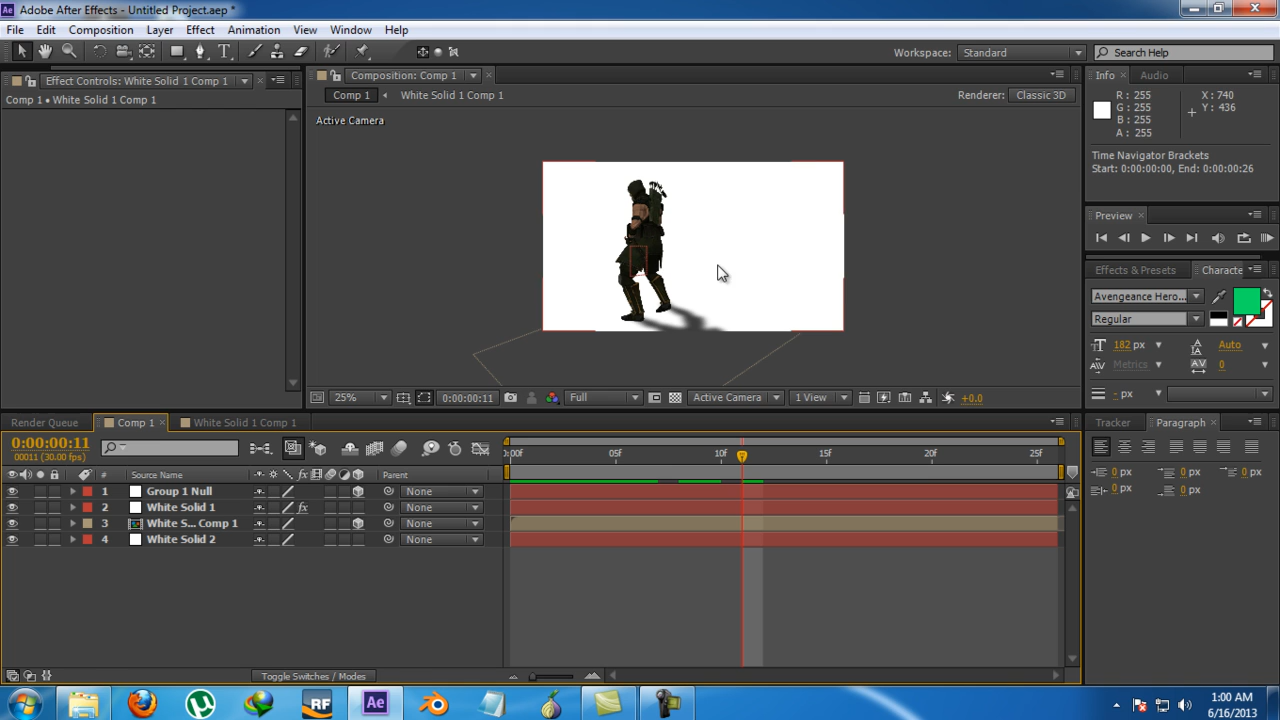 Ae Adobe After Effects - Untitled Project.aep *
File Edit Composition Layer Effect Animation View Window Help
Workspace: Standard Search Help
Effect Controls: White Solid 1 Comp 1
Composition: Comp 1
Info Audio
Comp 1 • White Solid 1 Comp 1
Comp 1 White Solid 1 Comp 1
Renderer: Classic 3D
R : 255 X : 740
G : 255 Y : 436
B : 255
A : 255
Active Camera
Time Navigator Brackets
Start: 0:00:00:00, End: 0:00:00:26
Preview
Effects & Presets Characte
Avengeance Hero...
Regular
182 px Auto
Metrics 0
- px
25% 0:00:00:11 Full Active Camera 1 View +0.0
Render Queue Comp 1 White Solid 1 Comp 1
Tracker Paragraph
0:00:00:11
00011 (30.00 fps)
0:00f 05f 10f 15f 20f 25f
# Source Name Parent
0 px 0 px 0 px
0 px 0 px
1 Group 1 Null None
2 White Solid 1 fx None
3 White S... Comp 1 None
4 White Solid 2 None
Toggle Switches / Modes
RF Ae
1:00 AM
6/16/2013